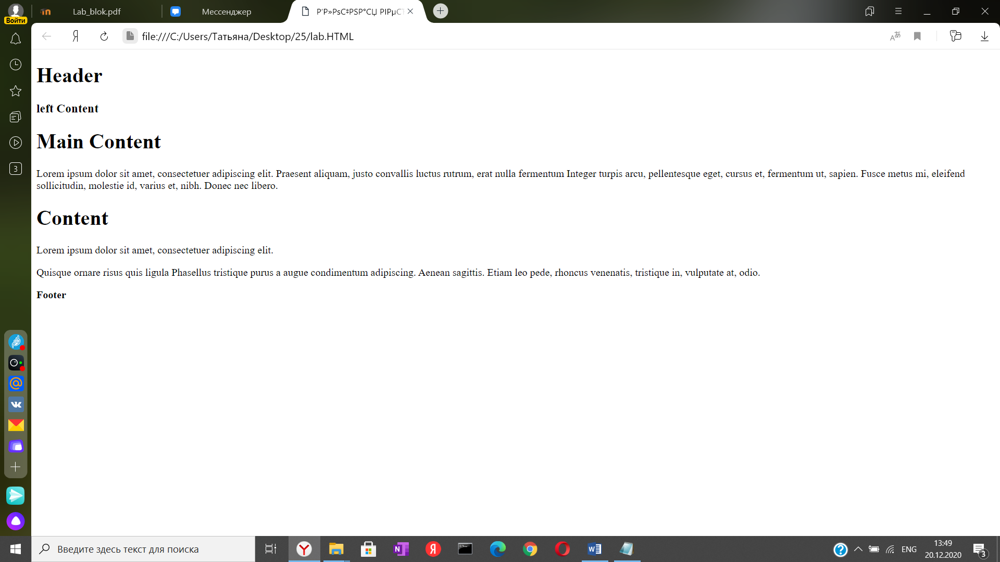 Войти
Lab_blok.pdf
Мессенджер
file:///C:/Users/Татьяна/Desktop/25/lab.HTML
Header
left Content
Main Content
Lorem ipsum dolor sit amet, consectetuer adipiscing elit. Praesent aliquam, justo convallis luctus rutrum, erat nulla fermentum Integer turpis arcu, pellentesque eget, cursus et, fermentum ut, sapien. Fusce metus mi, eleifend
sollicitudin, molestie id, varius et, nibh. Donec nec libero.
Content
Lorem ipsum dolor sit amet, consectetuer adipiscing elit.
Quisque ornare risus quis ligula Phasellus tristique purus a augue condimentum adipiscing. Aenean sagittis. Etiam leo pede, rhoncus venenatis, tristique in, vulputate at, odio.
Footer
3
Введите здесь текст для поиска
ENG
13:49
20.12.2020
3